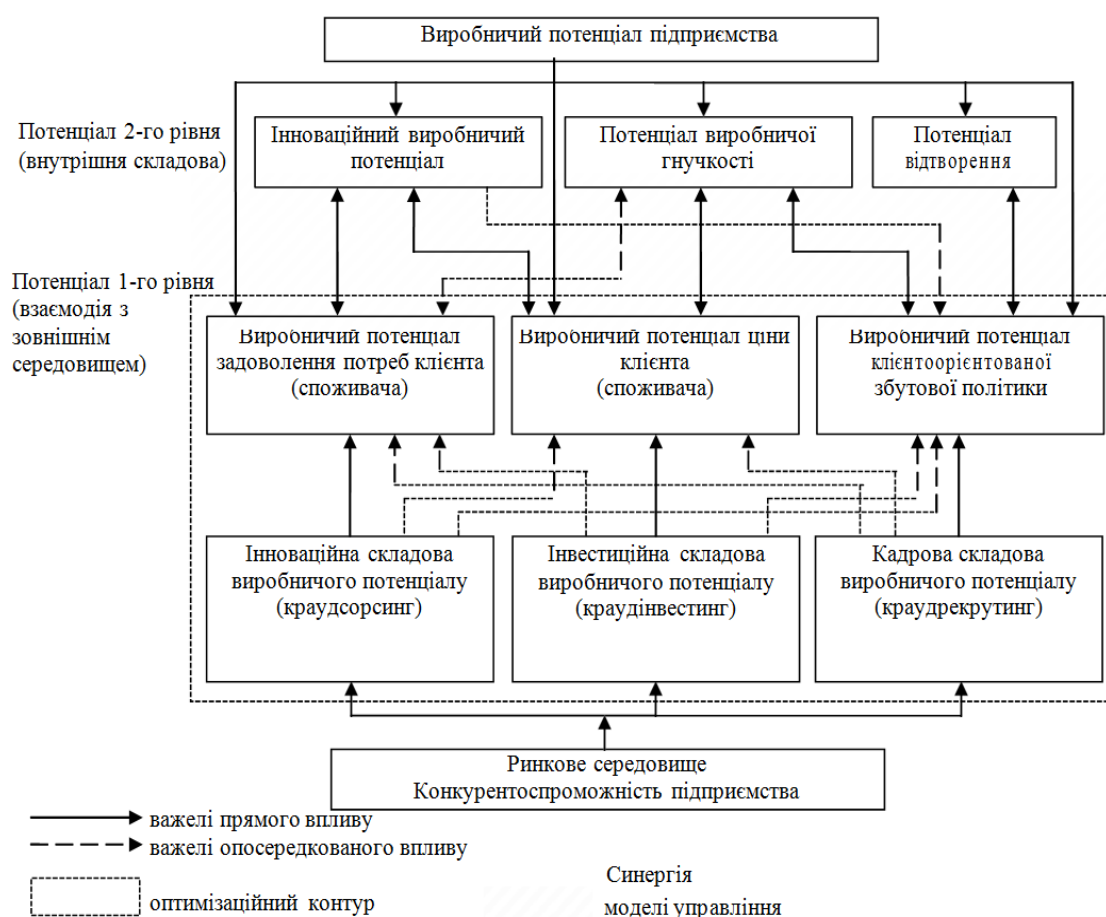 Виробничий потенціал підприємства
Потенціал 2-го рівня
(внутрішня складова)
Інноваційний виробничий
потенціал
Потенціал виробничої
гнучкості
Потенціал
відтворення
Потенціал 1-го рівня
(взаємодія з
зовнішнім
середовищем)
Виробничий потенціал
задоволення потреб клієнта
(споживача)
Виробничий потенціал ціни
клієнта
(споживача)
Виробничий потенціал
клієнтоорієнтованої
збутової політики
Інноваційна складова
виробничого потенціалу
(краудсорсинг)
Інвестиційна складова
виробничого потенціалу
(краудінвестинг)
Кадрова складова
виробничого потенціалу
(краудрекрутинг)
Ринкове середовище
Конкурентоспроможність підприємства
важелі прямого впливу
важелі опосередкованого впливу
оптимізаційний контур
Синергія
моделі управління